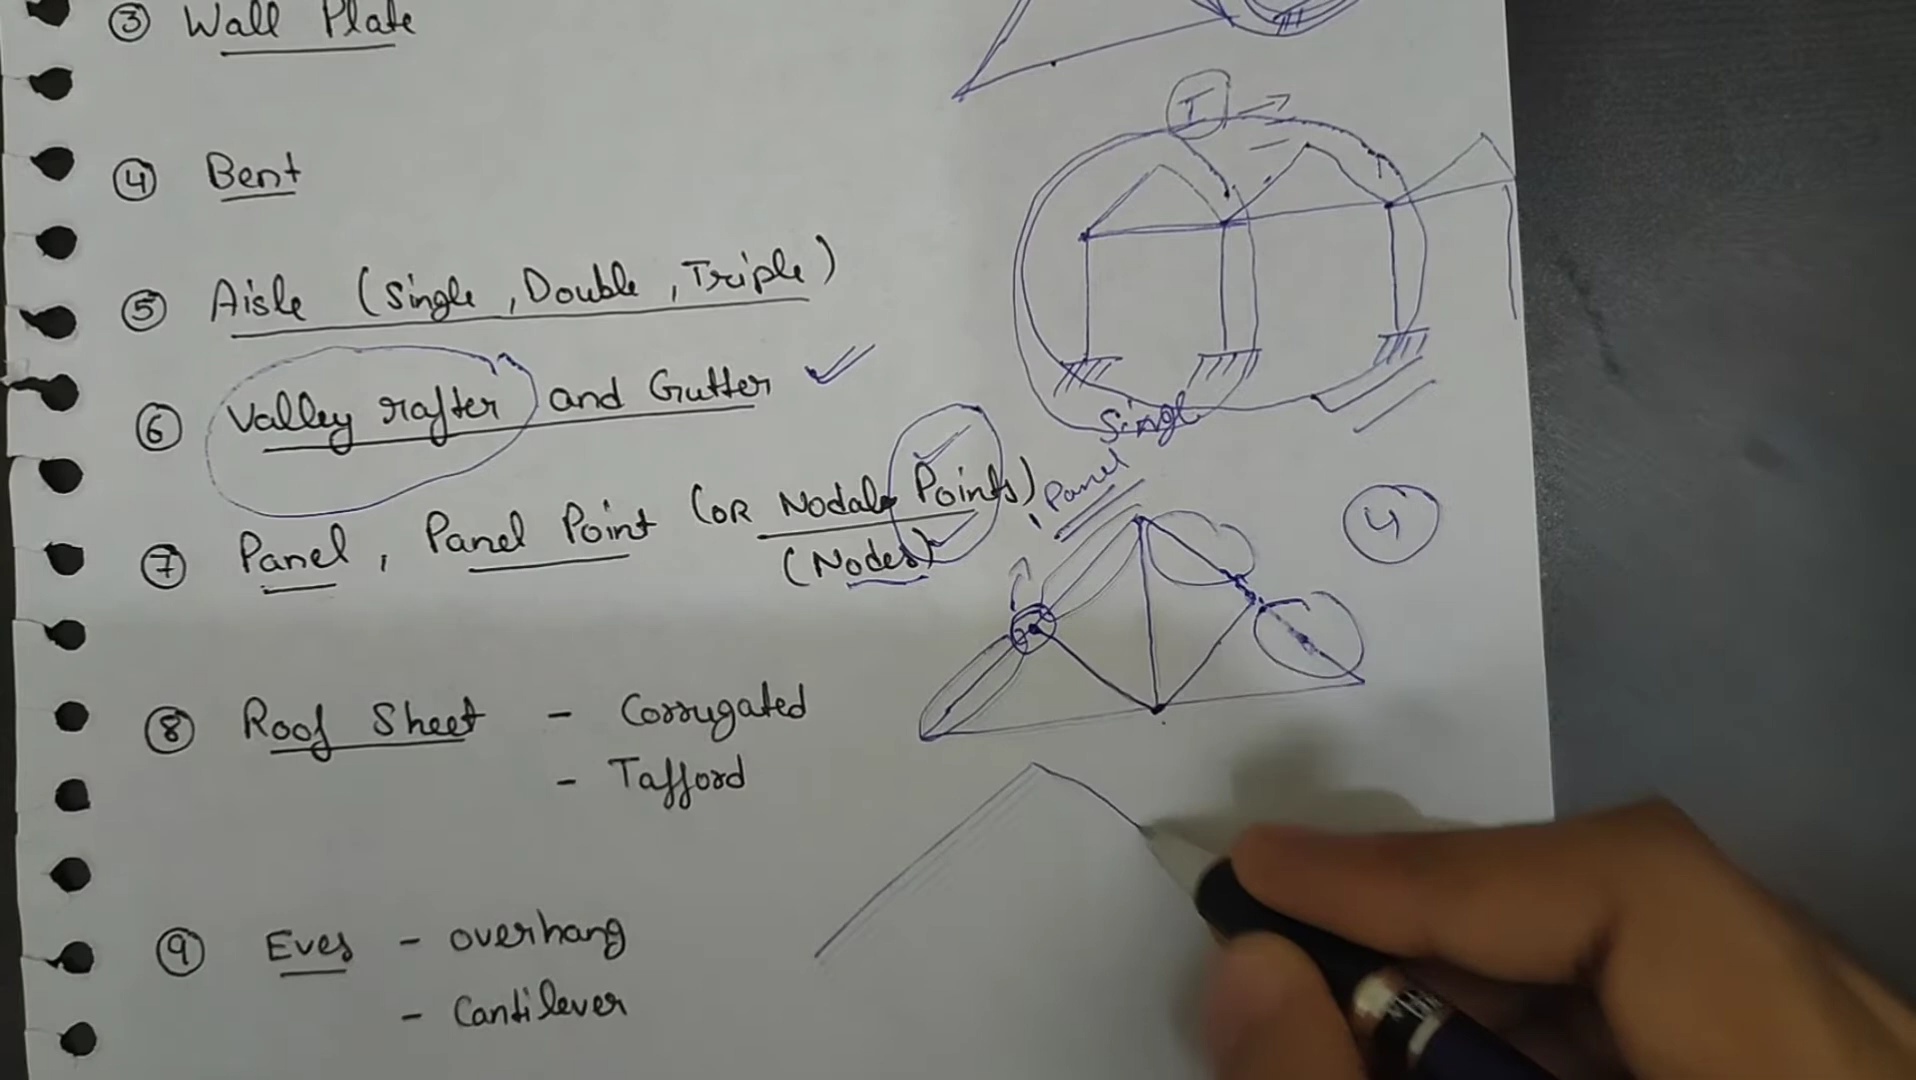 ③ Wall Plate
④ Bent
⑤ Aisle (Single, Double, Triple)
⑥ Valley rafter and Gutter
⑦ Panel, Panel Point (OR Nodal Points)
(Nodes)
⑧ Roof Sheet - Corrugated
- Tafford
⑨ Eves - overhang
- Cantilever
T
Singl
Panel
4